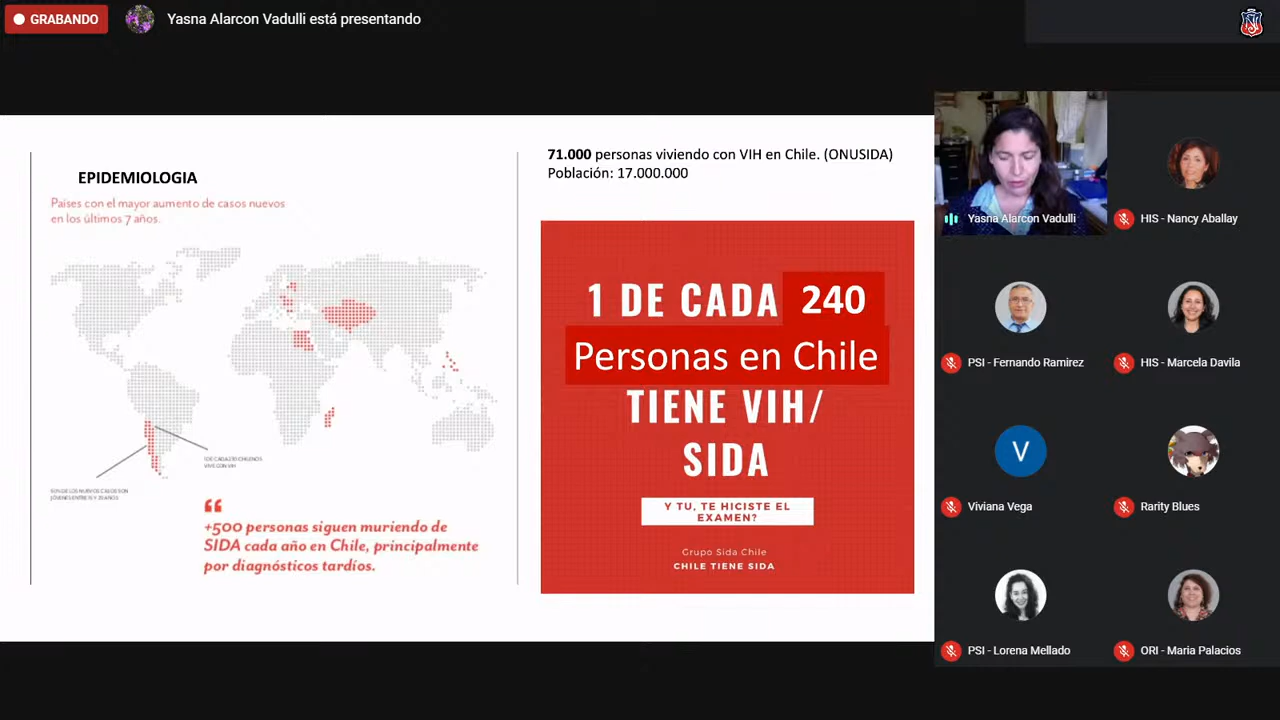 GRABANDO
Yasna Alarcon Vadulli está presentando
EPIDEMIOLOGIA
Países con el mayor aumento de casos nuevos
en los últimos 7 años.
VIVE CON VIH
+500 personas siguen muriendo de
SIDA cada año en Chile, principalmente
por diagnósticos tardíos.
71.000 personas viviendo con VIH en Chile. (ONUSIDA)
Población: 17.000.000
1 DE CADA 240
Personas en Chile
TIENE VIH/
SIDA
Y TU, TE HICISTE EL
EXAMEN?
Grupo Sida Chile
CHILE TIENE SIDA
Yasna Alarcon Vadulli
HIS - Nancy Aballay
PSI - Fernando Ramirez
HIS - Marcela Davila
V
Viviana Vega
Rarity Blues
PSI - Lorena Mellado
ORI - Maria Palacios